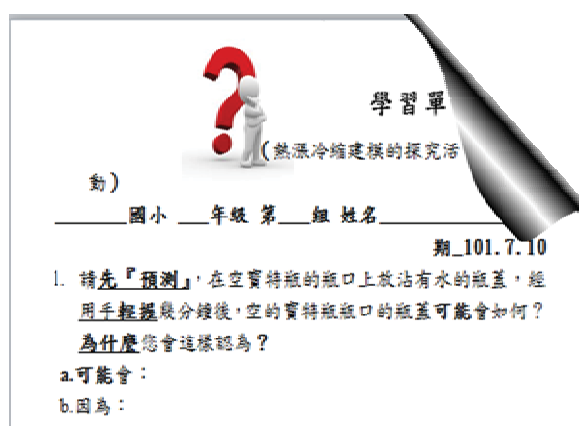 學習單
(熱漲冷縮建模的探究活
動)
______國小 ___年級 第___組 姓名____________
期_101.7.10
1. 請先『預測』，在空寶特瓶的瓶口上放沾有水的瓶蓋，經
用手輕握幾分鐘後，空的寶特瓶瓶口的瓶蓋可能會如何？
為什麼您會這樣認為？
a.可能會：
b.因為：